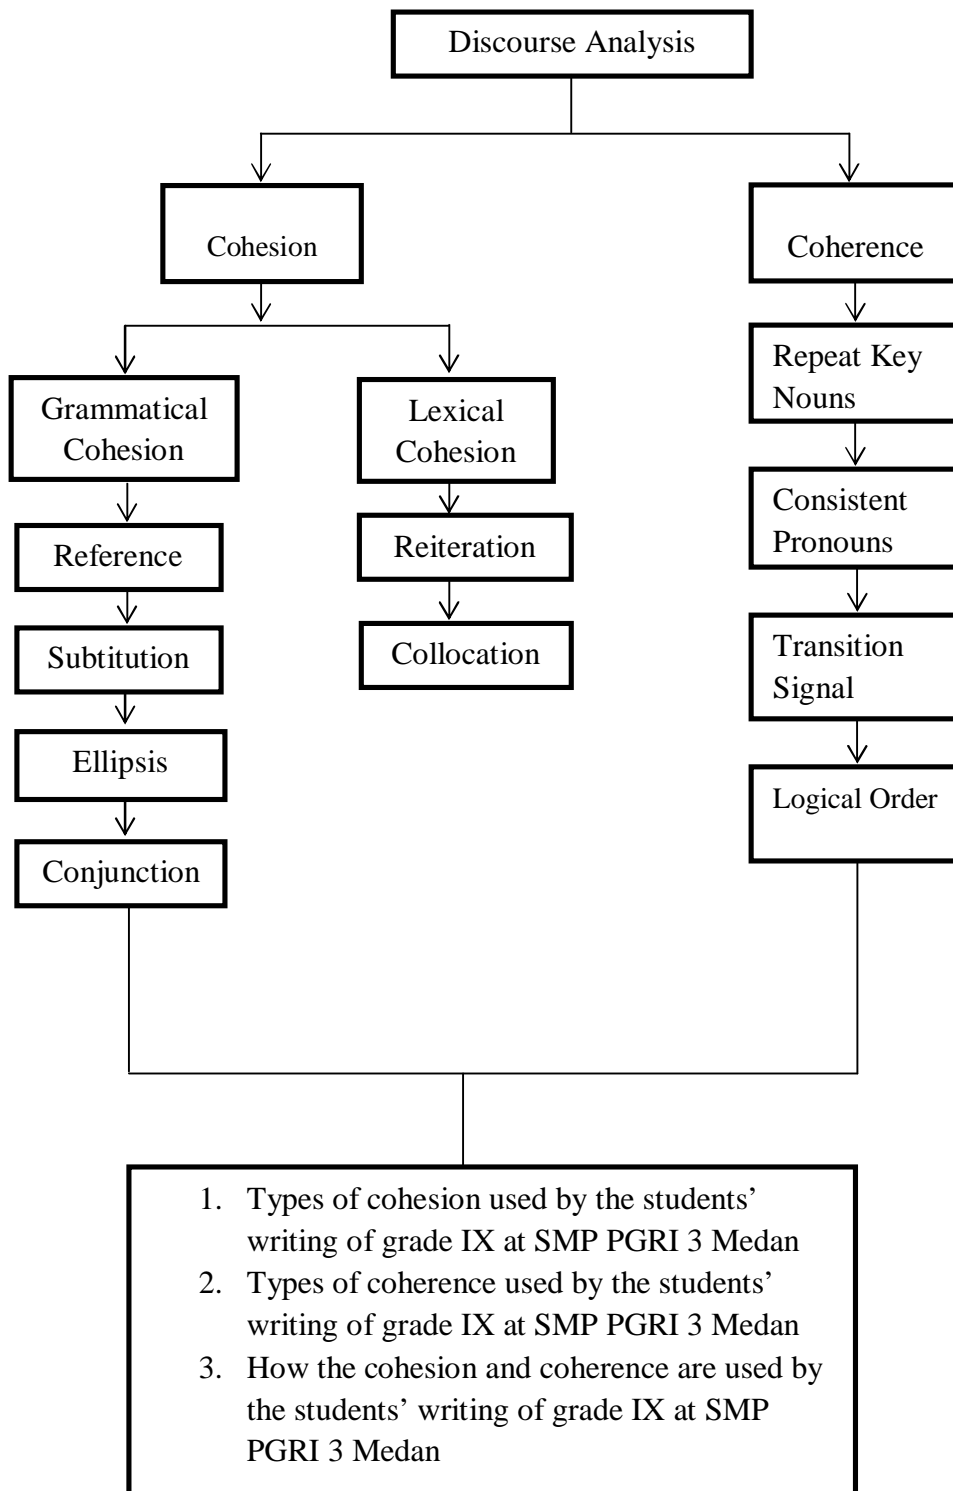 Discourse Analysis
Cohesion
Coherence
Grammatical
Cohesion
Lexical
Cohesion
Repeat Key
Nouns
Reference
Reiteration
Consistent
Pronouns
Subtitution
Collocation
Transition
Signal
Ellipsis
Logical Order
Conjunction
1. Types of cohesion used by the students’
writing of grade IX at SMP PGRI 3 Medan
2. Types of coherence used by the students’
writing of grade IX at SMP PGRI 3 Medan
3. How the cohesion and coherence are used by
the students’ writing of grade IX at SMP
PGRI 3 Medan